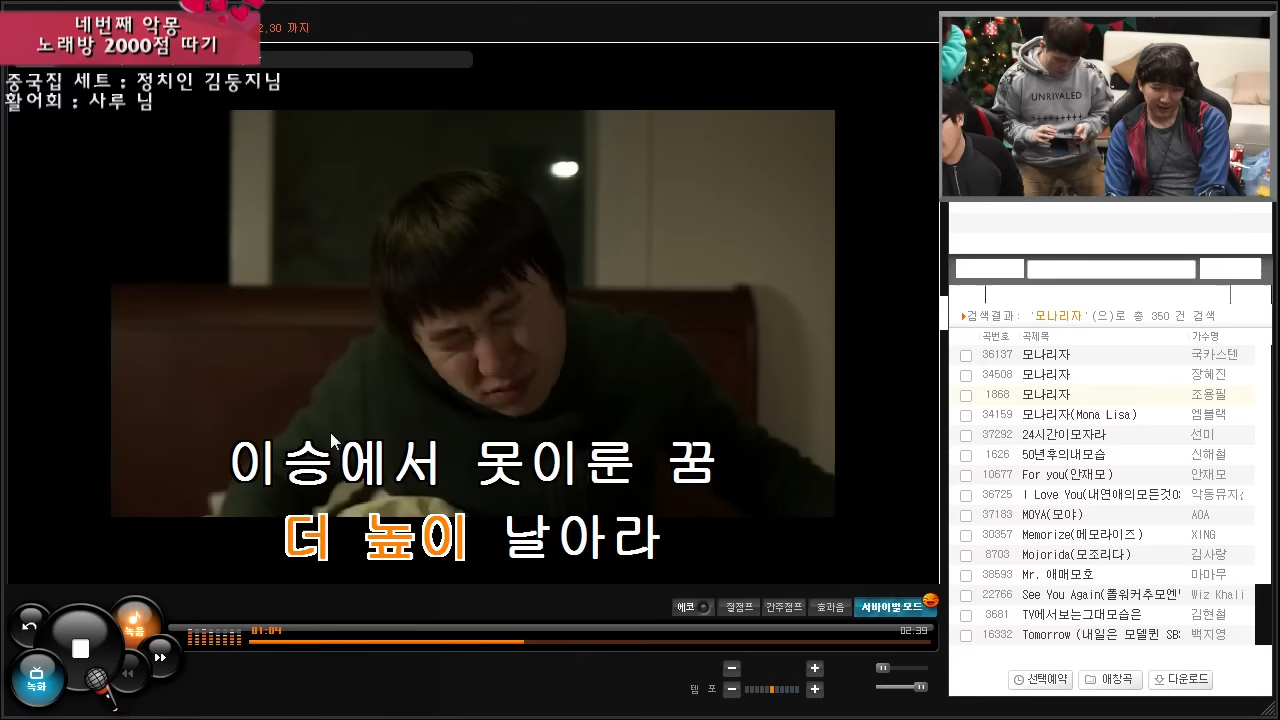 네번째 악몽
노래방 2000점 따기
2,30 까지
중국집 세트 : 정치인 김둥지님
활어회 : 사루 님
UNRIVALED
이승에서 못이룬 꿈
더 높이 날아라
에코 점점프 간주점프 효과음 서바이벌 모드
녹음
01:04 02:39
녹화
템 포
검색결과: '모나리자'(으)로 총 350 건 검색
곡번호 곡제목 가수명
36137 모나리자 국카스텐
34508 모나리자 장혜진
1868 모나리자 조용필
34159 모나리자(Mona Lisa) 엠블랙
37292 24시간이모자라 선미
1626 50년후의내모습 신해철
10677 For you(안재모) 안재모
36725 I Love You(내연애의모든것O: 악동뮤지
37183 MOYA(모야) AOA
30357 Memorize(메모라이즈) XING
8703 Mojorida(모조리다) 김사랑
38593 Mr. 애매모호 마마무
22766 See You Again(폴워커추모엔 Wiz Khali
3681 TV에서보는그대모습은 김현철
16332 Tomorrow (내일은 모델퀸 SB 백지영
선택예약 애창곡 다운로드